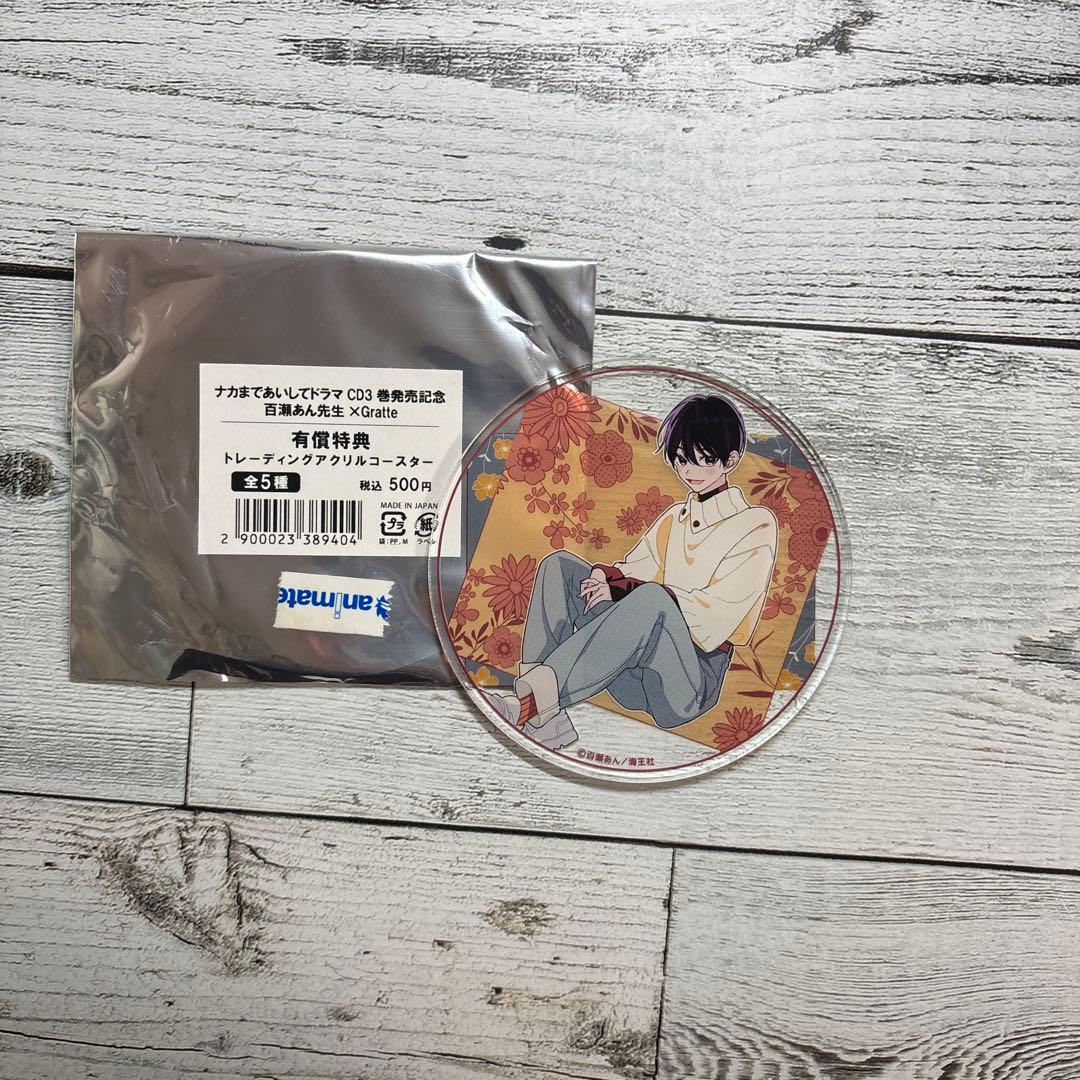 ナカまであいしてドラマ CD3 巻発売記念
百瀬あん先生 ×Gratte
有償特典
トレーディングアクリルコースター
全5種 税込 500円
MADE IN JAPAN
プラ 紙
袋:PP,M ラベル
2 900023 389404
animate
©百瀬あん/海王社